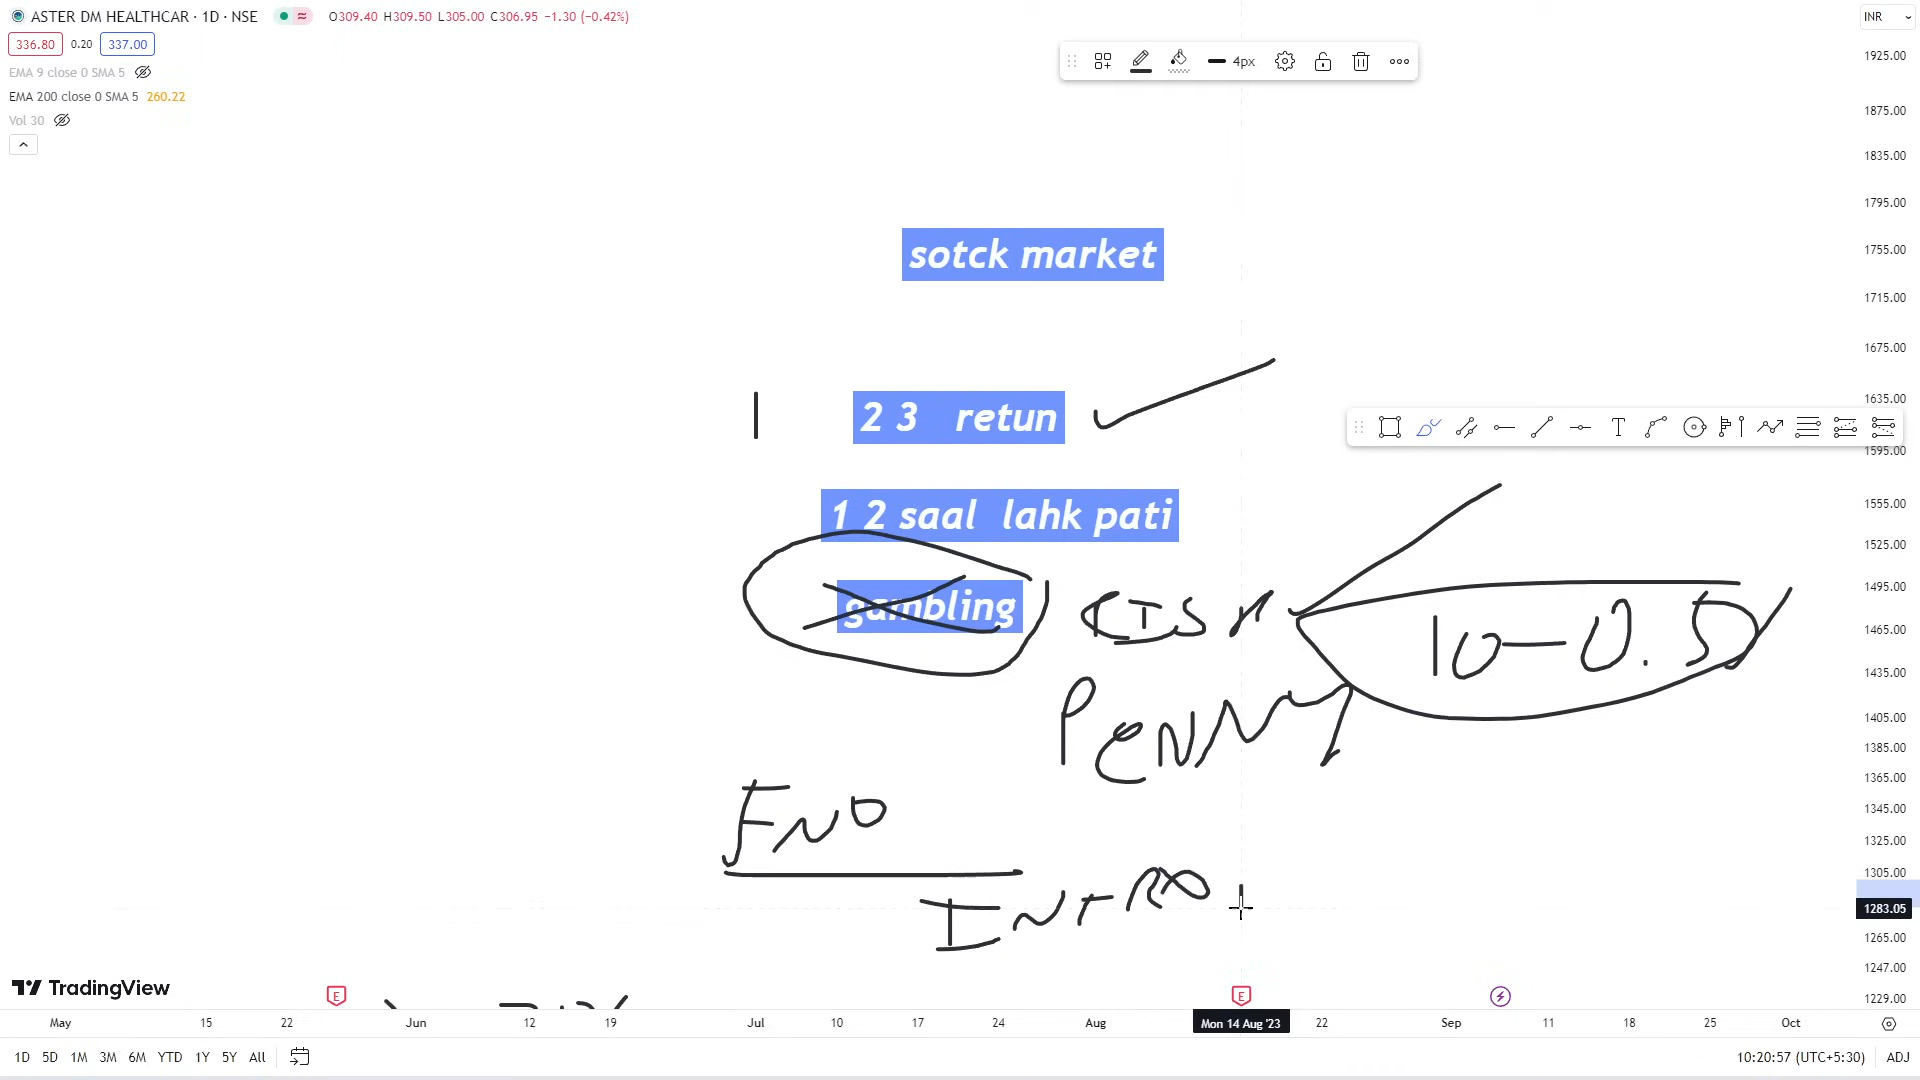 ASTER DM HEALTHCAR · 1D · NSE O309.40 H309.50 L305.00 C306.95 −1.30 (−0.42%)
INR
336.80 0.20 337.00
4px
EMA 9 close 0 SMA 5
EMA 200 close 0 SMA 5 260.22
Vol 30
1925.00
1875.00
1835.00
1795.00
sotck market
1755.00
1715.00
1675.00
1635.00
2 3 retun
1595.00
1 2 saal lahk pati
1555.00
1525.00
1495.00
gambling
RISK
1465.00
10-0.50
1435.00
PENNY
1405.00
1385.00
1365.00
FNO
1345.00
1325.00
1305.00
1283.05
1265.00
1247.00
1229.00
TradingView
E
E
May 15 22 Jun 12 19 Jul 10 17 24 Aug Mon 14 Aug '23 22 Sep 11 18 25 Oct
1D 5D 1M 3M 6M YTD 1Y 5Y All
10:20:57 (UTC+5:30) ADJ